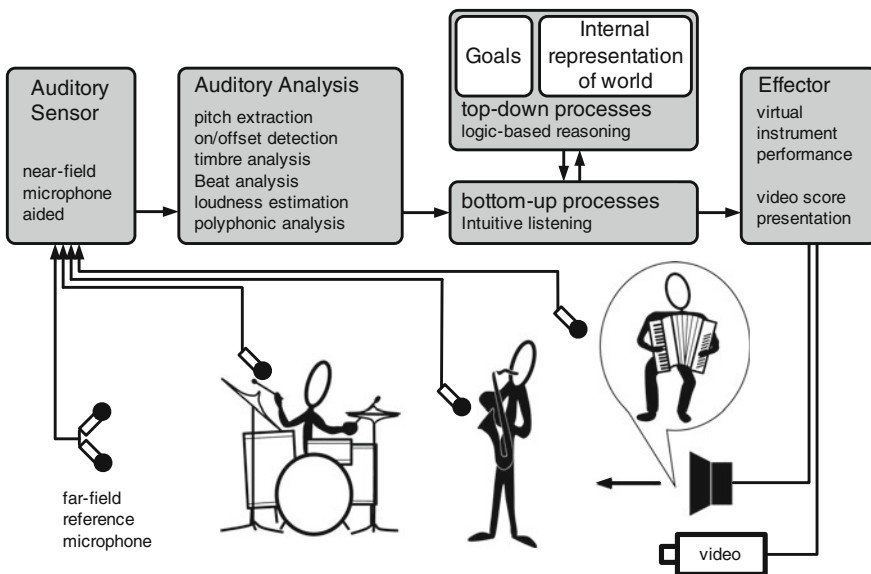 Auditory
Sensor
near-field
microphone
aided
Auditory Analysis
pitch extraction
on/offset detection
timbre analysis
Beat analysis
loudness estimation
polyphonic analysis
Goals
Internal
representation
of world
top-down processes
logic-based reasoning
bottom-up processes
Intuitive listening
Effector
virtual
instrument
performance
video score
presentation
far-field
reference
microphone
video